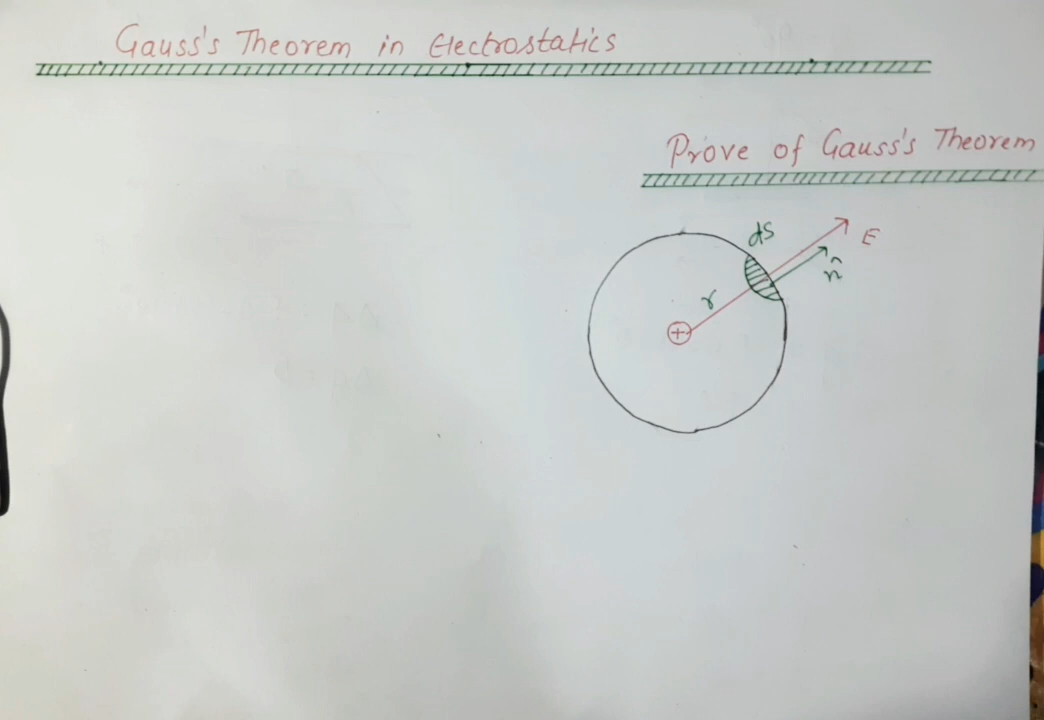 Gauss's Theorem in Electrostatics
Prove of Gauss's Theorem
dS
E
n̂
r
+